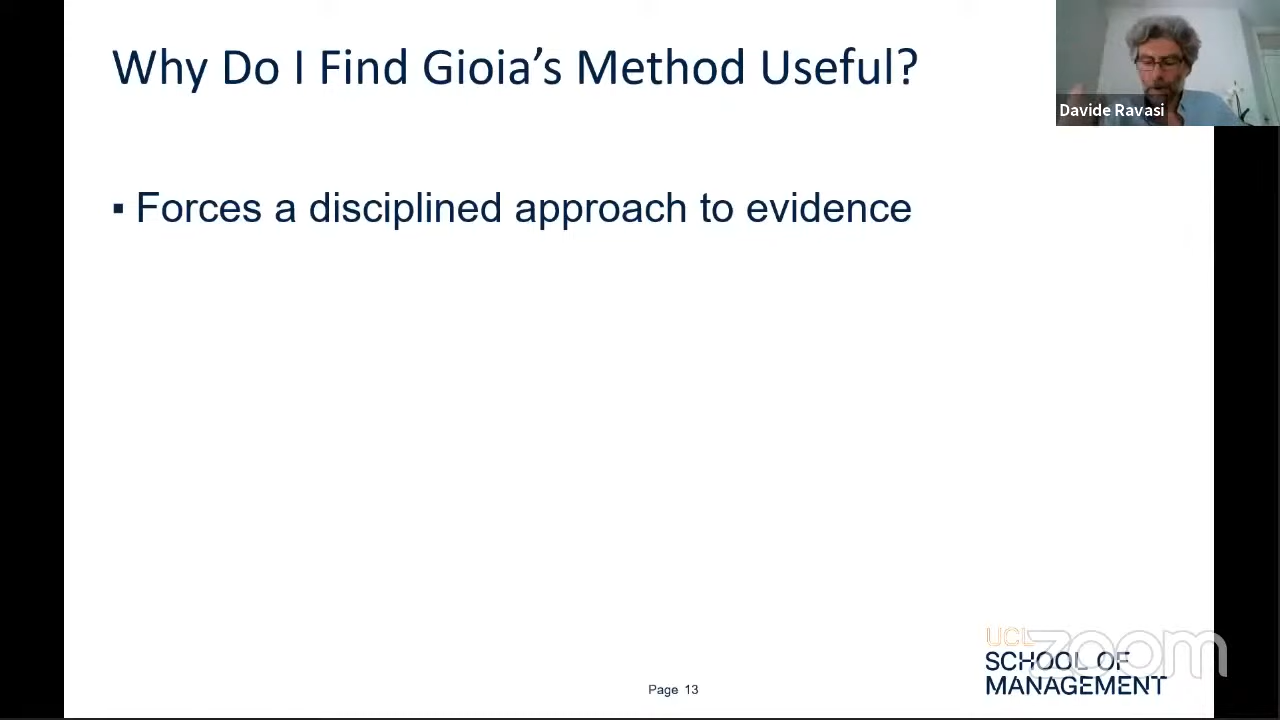 Why Do I Find Gioia's Method Useful?
Davide Ravasi
▪ Forces a disciplined approach to evidence
UCL
zoom
SCHOOL OF
MANAGEMENT
Page 13